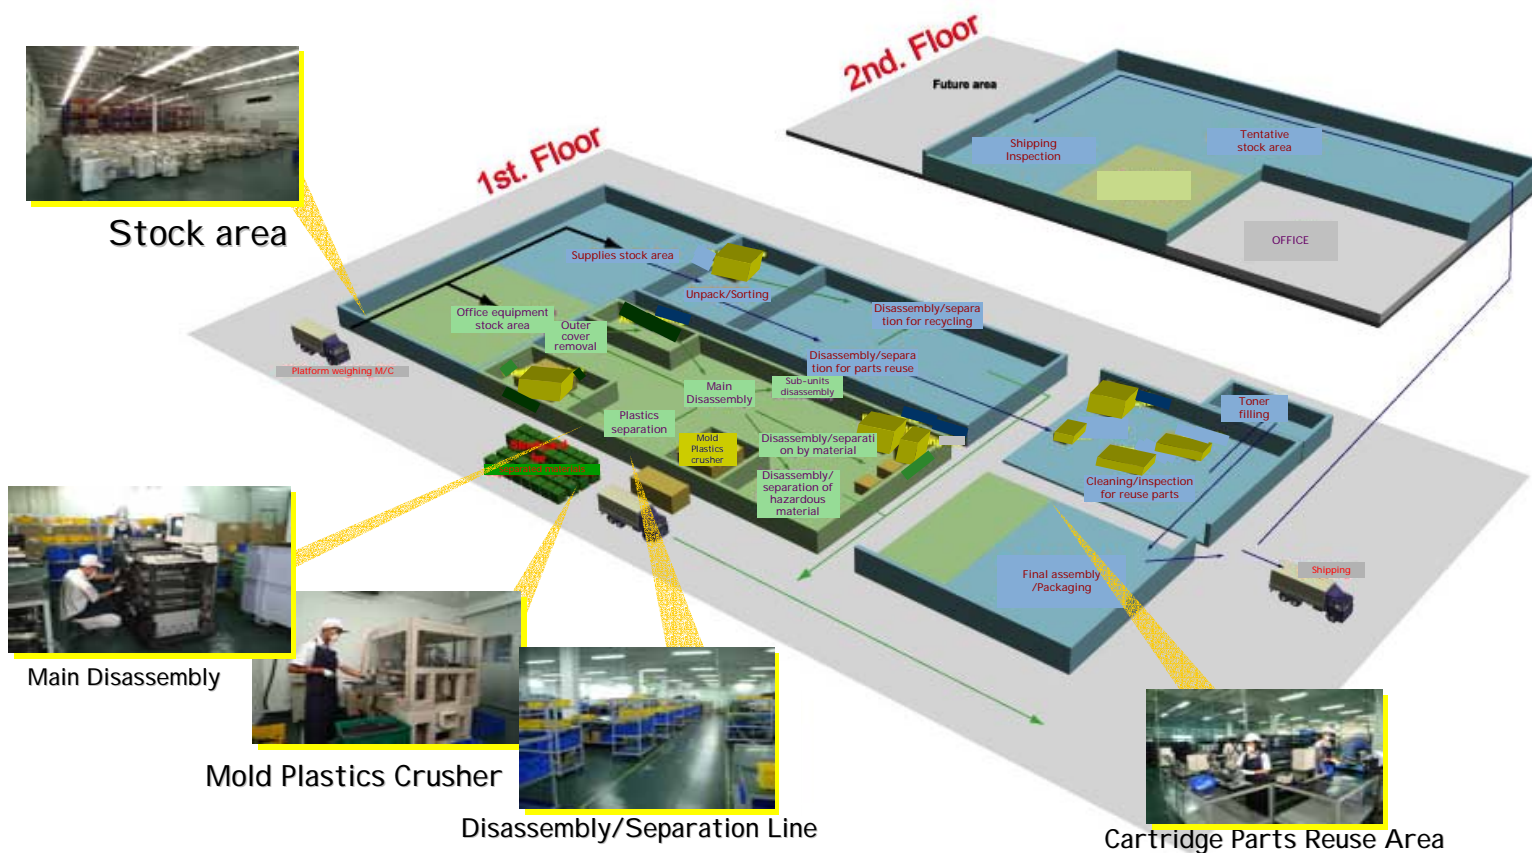 2nd. Floor
Future area
Shipping
Inspection
Tentative
stock area
OFFICE
1st. Floor
Stock area
Supplies stock area
Unpack/Sorting
Office equipment
stock area
Outer
cover
removal
Disassembly/separa
tion for recycling
Disassembly/separa
tion for parts reuse
Platform weighing M/C
Main
Disassembly
Sub-units
disassembly
Plastics
separation
Mold
Plastics
crusher
Disassembly/separati
on by material
Disassembly/
separation of
hazardous
material
Toner
filling
Cleaning/inspection
for reuse parts
Final assembly
/Packaging
Shipping
Main Disassembly
Mold Plastics Crusher
Disassembly/Separation Line
Cartridge Parts Reuse Area